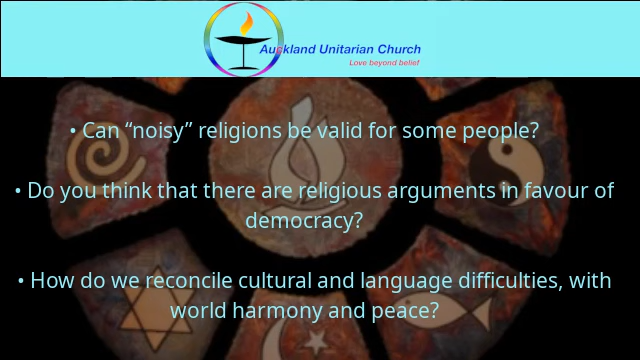 Auckland Unitarian Church
Love beyond belief
• Can “noisy” religions be valid for some people?
• Do you think that there are religious arguments in favour of
democracy?
• How do we reconcile cultural and language difficulties, with
world harmony and peace?